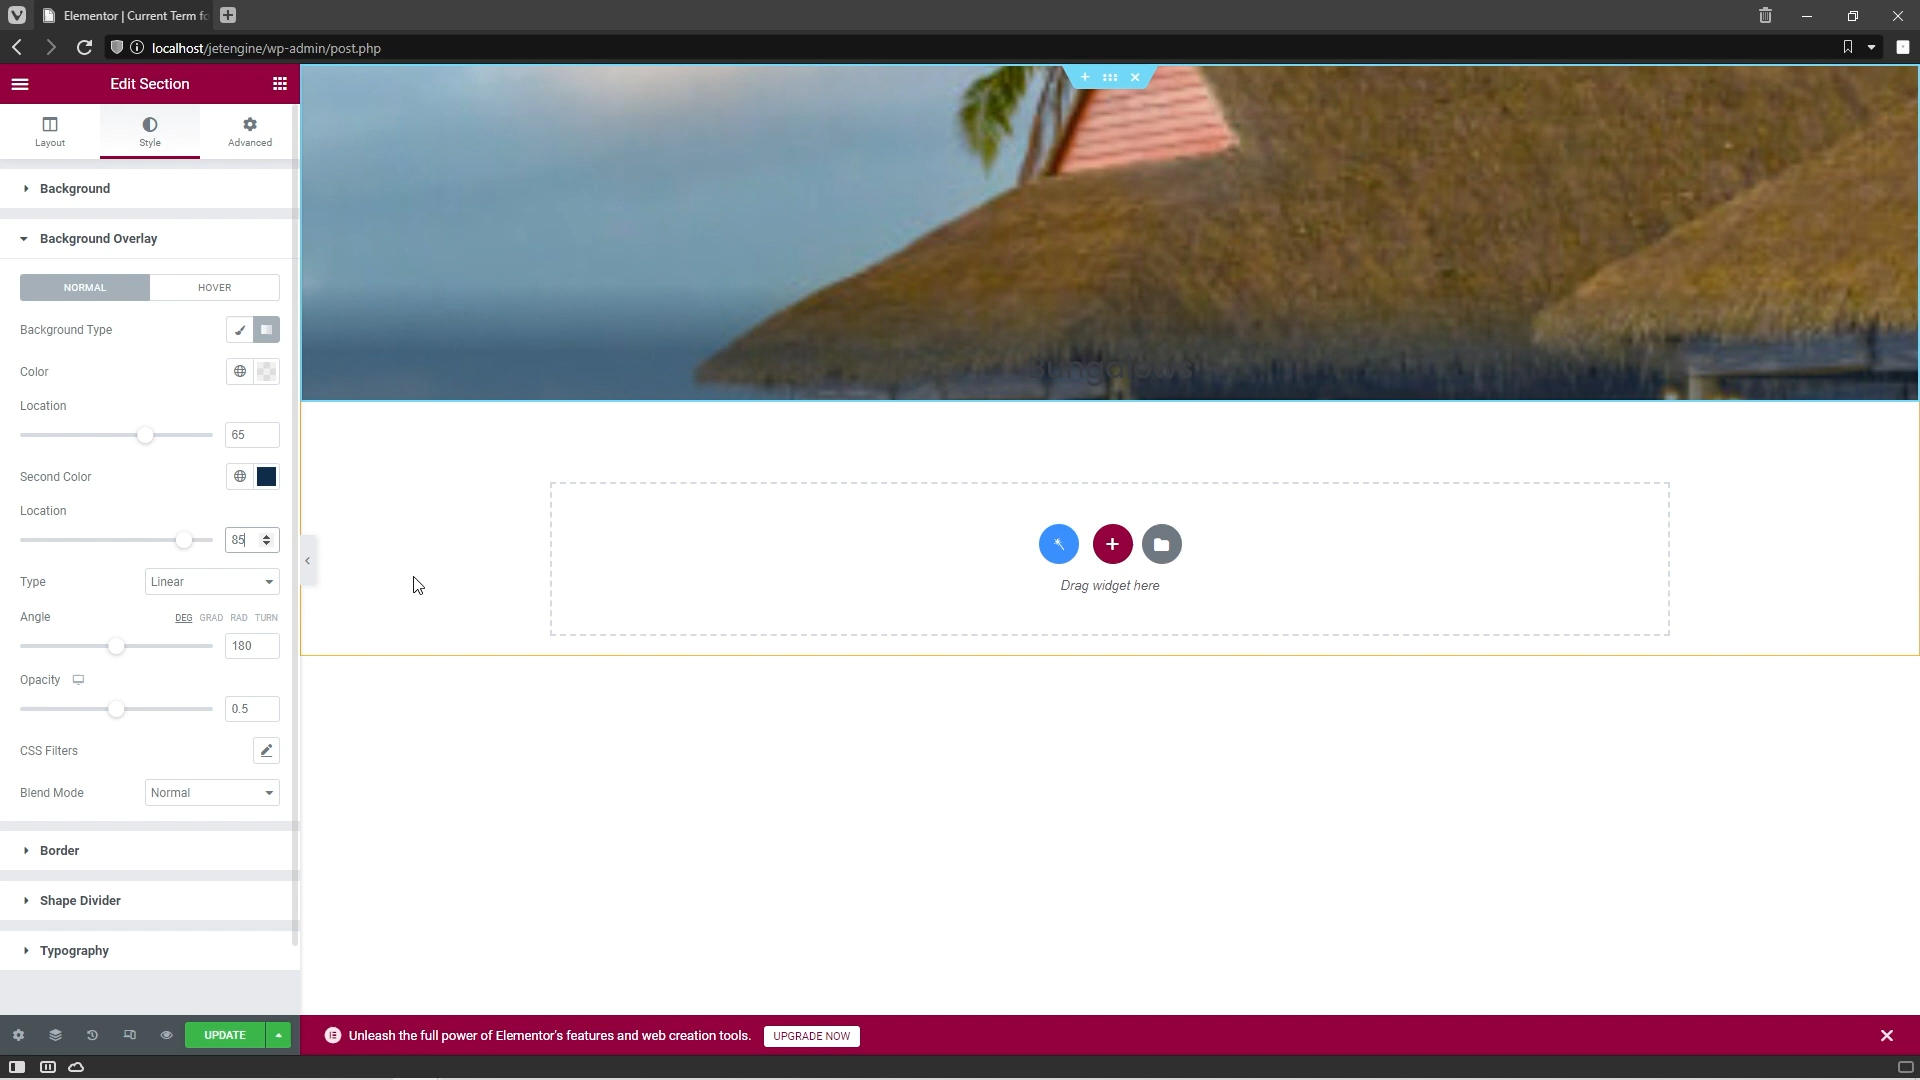 Elementor | Current Term fo
localhost/jetengine/wp-admin/post.php
Edit Section
Layout
Style
Advanced
Background
Background Overlay
NORMAL
HOVER
Background Type
Color
Location
65
Second Color
Location
85
Type
Linear
Angle
DEG GRAD RAD TURN
180
Opacity
0.5
CSS Filters
Blend Mode
Normal
Border
Shape Divider
Typography
UPDATE
Bungalows
Drag widget here
Unleash the full power of Elementor's features and web creation tools.
UPGRADE NOW